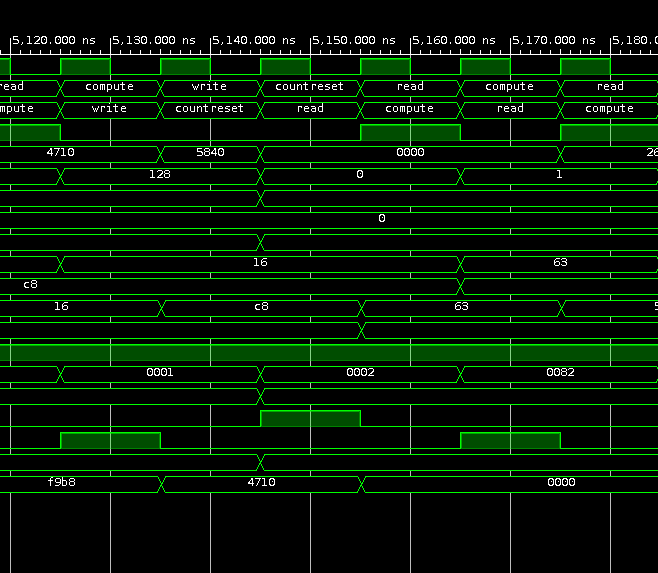 5,120.000 ns 5,130.000 ns 5,140.000 ns 5,150.000 ns 5,160.000 ns 5,170.000 ns 5,180.0
read compute write countreset read compute read
mpute write countreset read compute read compute
4710 5840 0000 26
128 0 1
0
16 63
c8
16 c8 63 5
0001 0002 0082
f9b8 4710 0000